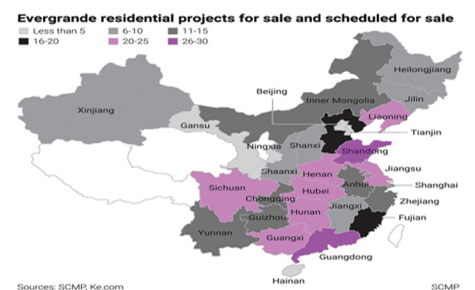 Evergrande residential projects for sale and scheduled for sale
Less than 5 6-10 11-15
16-20 20-25 26-30
Heilongjiang
Jilin
Liaoning
Inner Mongolia
Beijing
Xinjiang
Gansu
Tianjin
Ningxia
Shanxi
Shandong
Shaanxi
Henan
Jiangsu
Sichuan
Hubei
Anhui
Shanghai
Chongqing
Zhejiang
Guizhou
Hunan
Jiangxi
Fujian
Yunnan
Guangxi
Guangdong
Hainan
Sources: SCMP, Ke.com SCMP